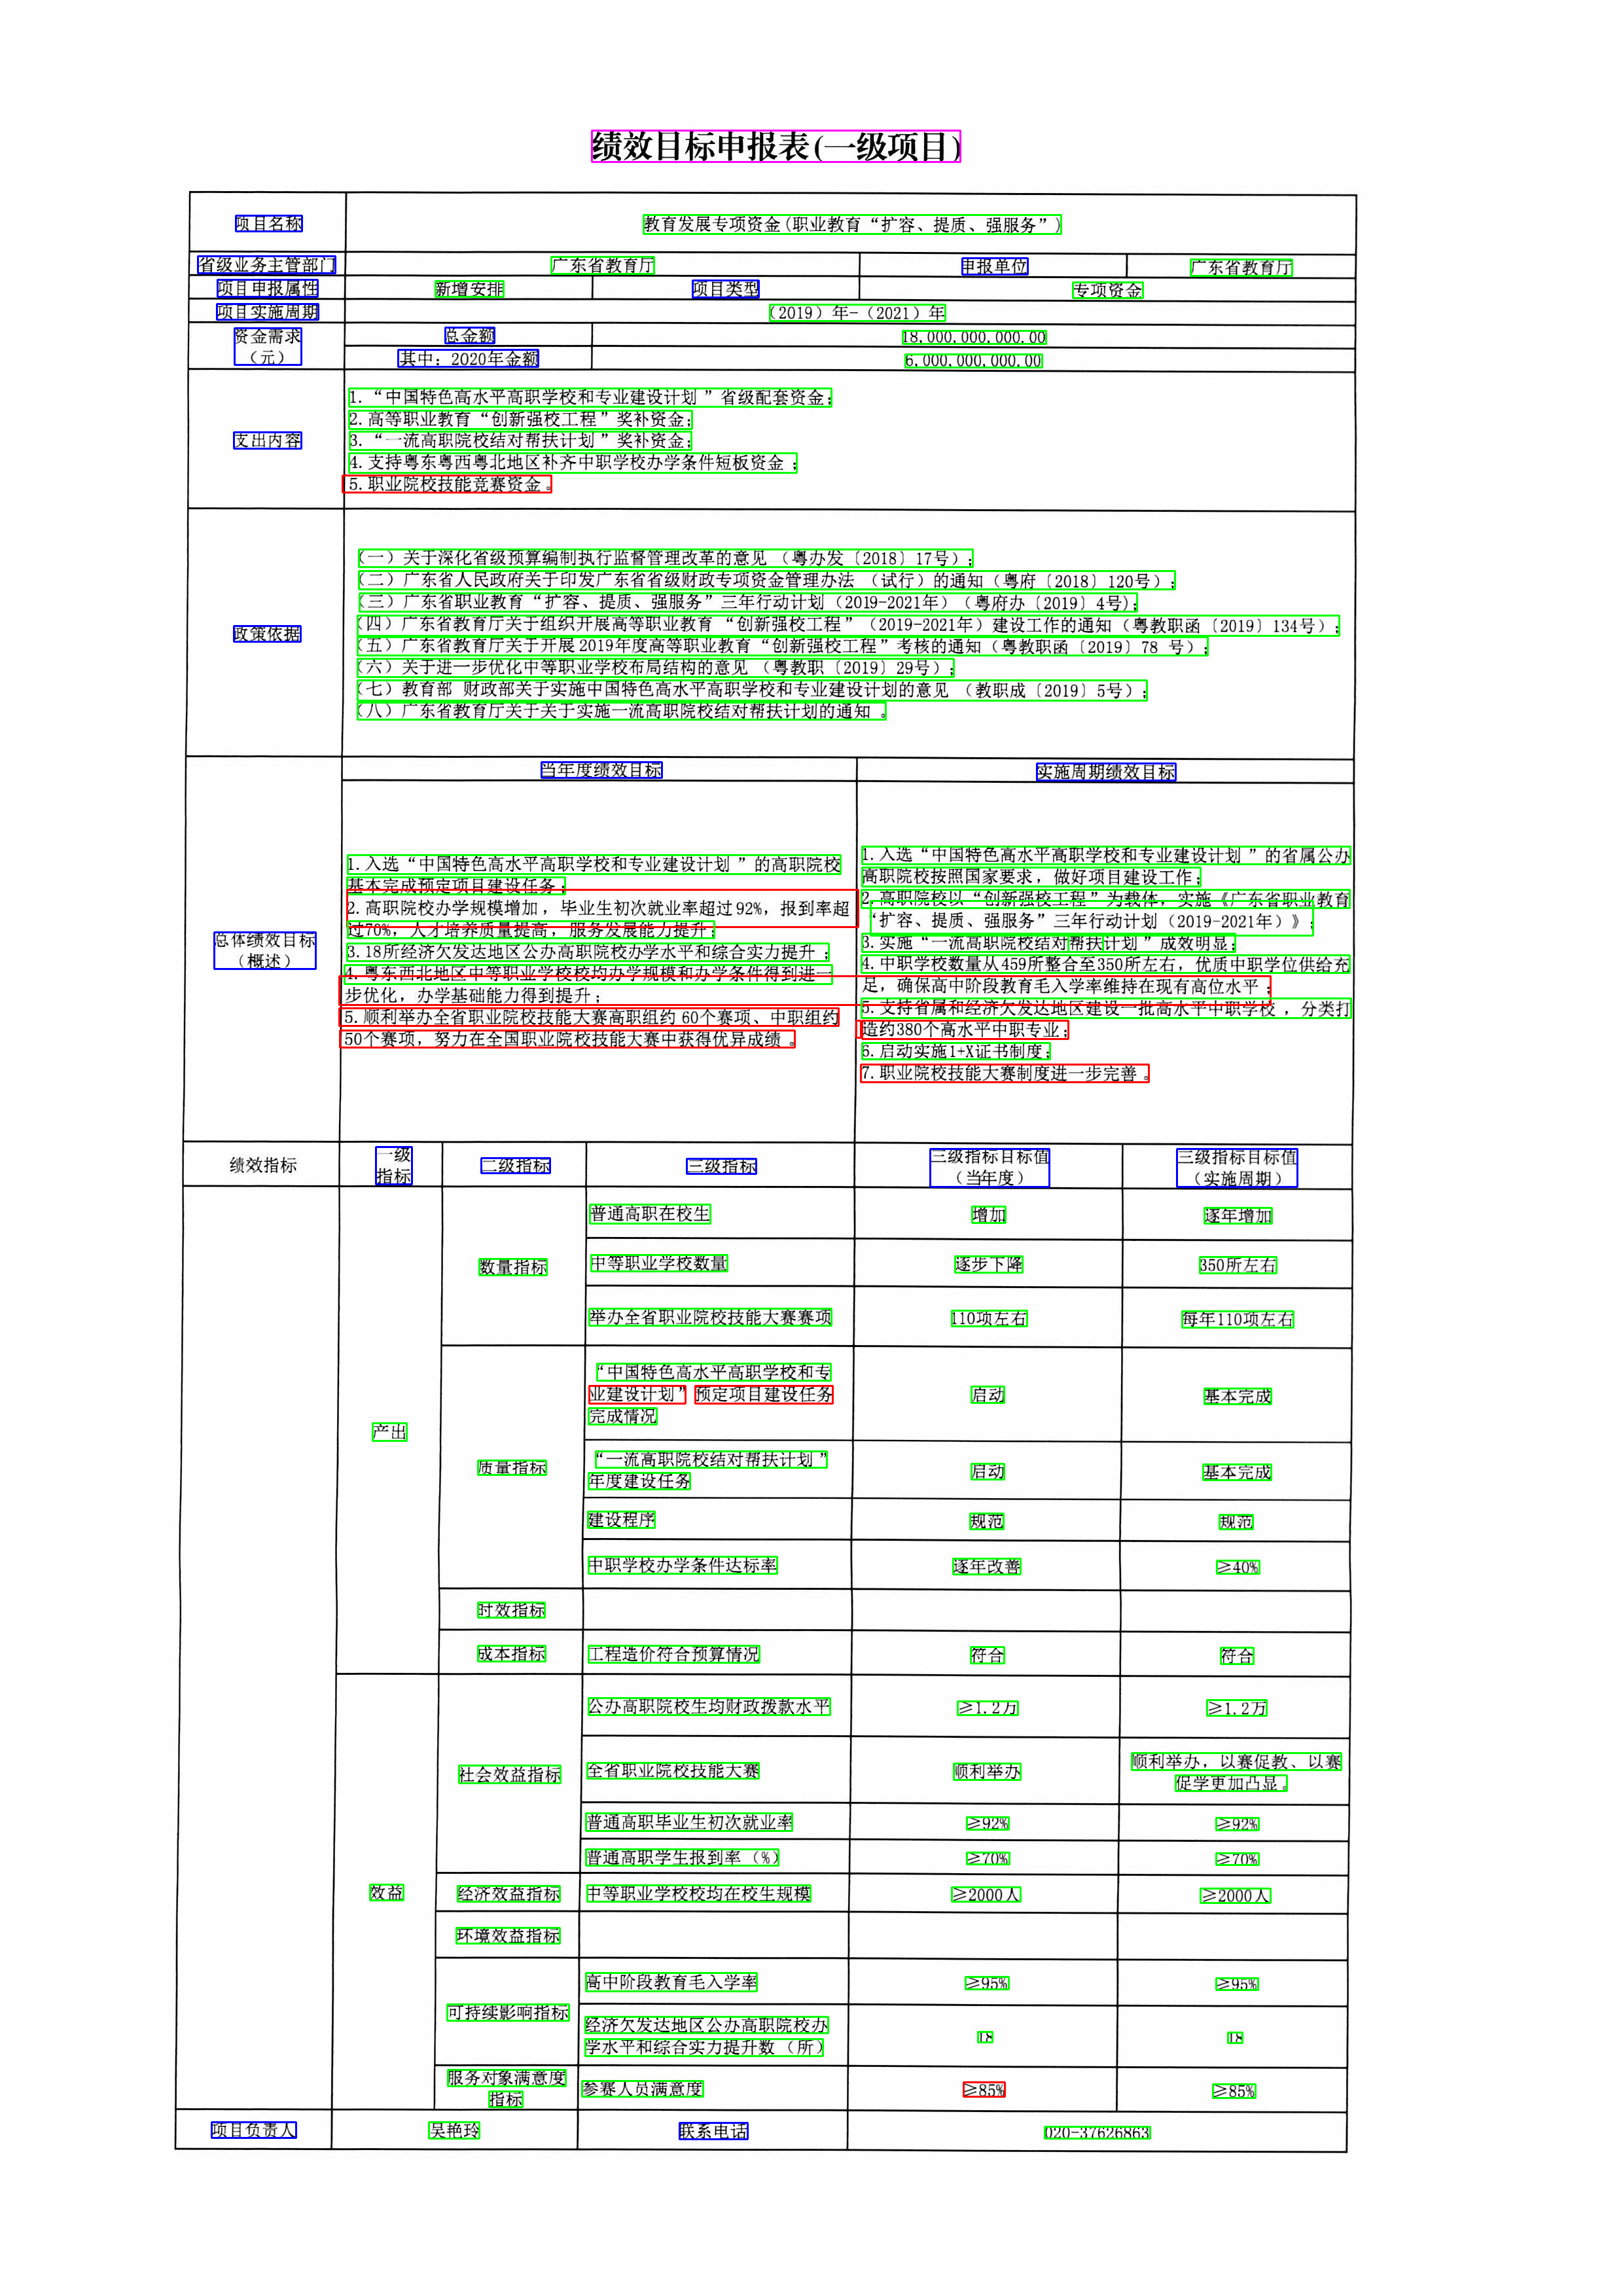 绩效目标申报表(一级项目)
项目名称 教育发展专项资金(职业教育“扩容、提质、强服务”)
省级业务主管部门 广东省教育厅 申报单位 广东省教育厅
项目申报属性 新增安排 项目类型 专项资金
项目实施周期 （2019）年-（2021）年
资金需求
（元）
总金额 18,000,000,000.00
其中：2020年金额 6,000,000,000.00
支出内容
1.“中国特色高水平高职学校和专业建设计划”省级配套资金；
2.高等职业教育“创新强校工程”奖补资金；
3.“一流高职院校结对帮扶计划”奖补资金；
4.支持粤东粤西粤北地区补齐中职学校办学条件短板资金；
5.职业院校技能竞赛资金。
政策依据
（一）关于深化省级预算编制执行监督管理改革的意见（粤办发〔2018〕17号）；
（二）广东省人民政府关于印发广东省省级财政专项资金管理办法（试行）的通知（粤府〔2018〕120号）；
（三）广东省职业教育“扩容、提质、强服务”三年行动计划（2019-2021年）（粤府办〔2019〕4号)；
（四）广东省教育厅关于组织开展高等职业教育“创新强校工程”（2019-2021年）建设工作的通知（粤教职函〔2019〕134号）；
（五）广东省教育厅关于开展2019年度高等职业教育“创新强校工程”考核的通知（粤教职函〔2019〕78 号）；
（六）关于进一步优化中等职业学校布局结构的意见（粤教职〔2019〕29号）；
（七）教育部 财政部关于实施中国特色高水平高职学校和专业建设计划的意见（教职成〔2019〕5号）；
（八）广东省教育厅关于关于实施一流高职院校结对帮扶计划的通知。
总体绩效目标
（概述）
当年度绩效目标
1.入选“中国特色高水平高职学校和专业建设计划”的高职院校
基本完成预定项目建设任务；
2.高职院校办学规模增加，毕业生初次就业率超过92%，报到率超
过70%，人才培养质量提高，服务发展能力提升；
3.18所经济欠发达地区公办高职院校办学水平和综合实力提升；
4.粤东西北地区中等职业学校校均办学规模和办学条件得到进一
步优化，办学基础能力得到提升；
5.顺利举办全省职业院校技能大赛高职组约60个赛项、中职组约
50个赛项，努力在全国职业院校技能大赛中获得优异成绩。
实施周期绩效目标
1.入选“中国特色高水平高职学校和专业建设计划”的省属公办
高职院校按照国家要求，做好项目建设工作；
2.高职院校以“创新强校工程”为载体，实施《广东省职业教育
“扩容、提质、强服务”三年行动计划（2019-2021年）》；
3.实施“一流高职院校结对帮扶计划”成效明显；
4.中职学校数量从459所整合至350所左右，优质中职学位供给充
足，确保高中阶段教育毛入学率维持在现有高位水平；
5.支持省属和经济欠发达地区建设一批高水平中职学校，分类打
造约380个高水平中职专业；
6.启动实施1+X证书制度；
7.职业院校技能大赛制度进一步完善。
绩效指标
一级
指标
二级指标
三级指标
三级指标目标值
（当年度）
三级指标目标值
（实施周期）
产出
数量指标
普通高职在校生 增加 逐年增加
中等职业学校数量 逐步下降 350所左右
举办全省职业院校技能大赛赛项 110项左右 每年110项左右
质量指标
“中国特色高水平高职学校和专
业建设计划”预定项目建设任务
完成情况
启动 基本完成
“一流高职院校结对帮扶计划”
年度建设任务
启动 基本完成
建设程序 规范 规范
中职学校办学条件达标率 逐年改善 ≥40%
时效指标
成本指标 工程造价符合预算情况 符合 符合
效益
社会效益指标
公办高职院校生均财政拨款水平 ≥1.2万 ≥1.2万
全省职业院校技能大赛 顺利举办
顺利举办，以赛促教、以赛
促学更加凸显。
普通高职毕业生初次就业率 ≥92% ≥92%
普通高职学生报到率（%） ≥70% ≥70%
经济效益指标 中等职业学校校均在校生规模 ≥2000人 ≥2000人
环境效益指标
可持续影响指标
高中阶段教育毛入学率 ≥95% ≥95%
经济欠发达地区公办高职院校办
学水平和综合实力提升数（所）
18 18
服务对象满意度
指标
参赛人员满意度 ≥85% ≥85%
项目负责人 吴艳玲 联系电话 020-37626863